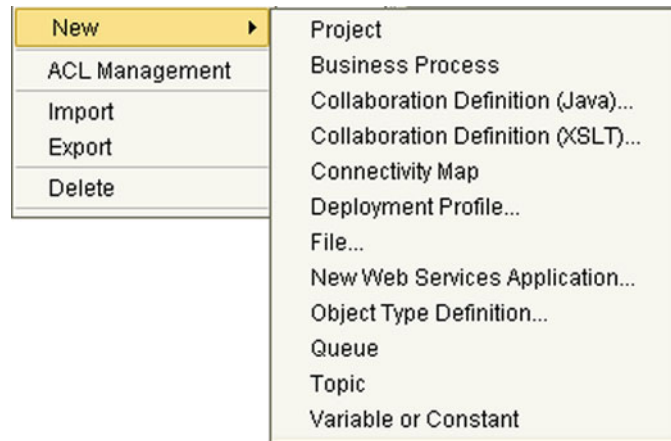 New
ACL Management
Import
Export
Delete
Project
Business Process
Collaboration Definition (Java)...
Collaboration Definition (XSLT)...
Connectivity Map
Deployment Profile...
File...
New Web Services Application...
Object Type Definition...
Queue
Topic
Variable or Constant